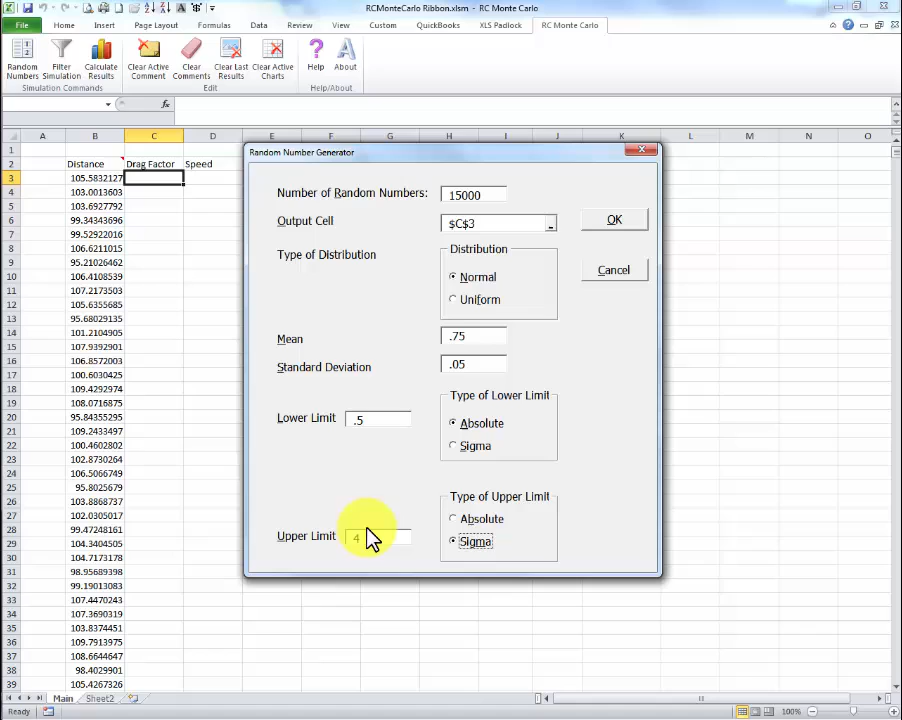 RCMonteCarlo Ribbon.xlsm - RC Monte Carlo
File Home Insert Page Layout Formulas Data Review View Custom QuickBooks XLS Padlock RC Monte Carlo
Random Numbers Filter Simulation Calculate Results Clear Active Comment Clear Comments Clear Last Results Clear Active Charts Help About
Simulation Commands Edit Help/About
fx
A B C D E F G H I J K L M N O
1
2 Distance Drag Factor Speed
3 105.5832127
4 103.0013603
5 103.6927792
6 99.34343696
7 99.52922016
8 106.6211015
9 95.21026462
10 106.4108539
11 107.2173503
12 105.6355685
13 95.68031106
14 101.2104905
15 107.9392901
16 106.8572003
17 100.6030425
18 109.4292974
19 108.0716875
20 95.84355295
21 109.2433497
22 100.4602802
23 102.8730264
24 106.5066749
25 95.8025679
26 103.8868737
27 102.0305017
28 99.47248161
29 104.3404505
30 104.7173178
31 98.95689383
32 99.19013083
33 107.4470243
34 107.3690319
35 103.8374451
36 109.7913975
37 108.6644647
38 98.4029901
39 105.4267326
Random Number Generator
Number of Random Numbers: 15000
Output Cell $C$3 OK
Type of Distribution Distribution
Cancel
Normal
Uniform
Mean .75
Standard Deviation .05
Type of Lower Limit
Lower Limit .5 Absolute
Sigma
Type of Upper Limit
Absolute
Upper Limit 4 Sigma
Main Sheet2
Ready 100%